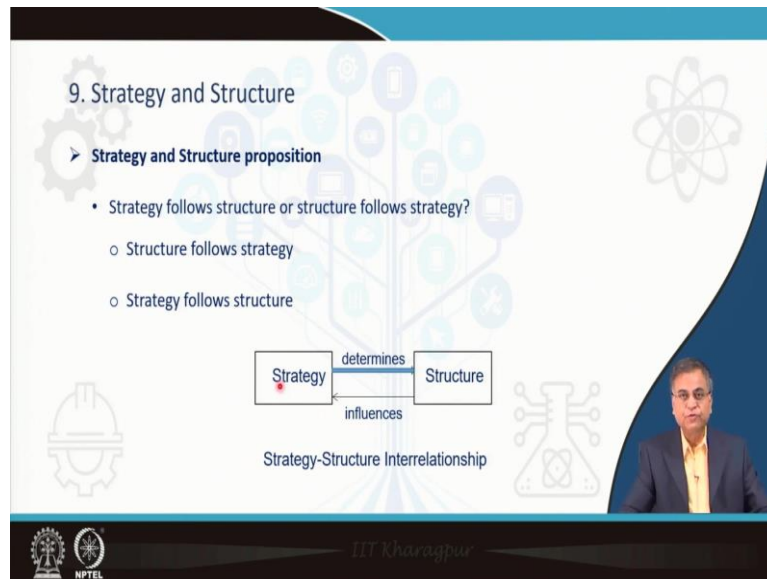 9. Strategy and Structure
➤ Strategy and Structure proposition
• Strategy follows structure or structure follows strategy?
o Structure follows strategy
o Strategy follows structure
Strategy
determines
Structure
influences
Strategy-Structure Interrelationship
IIT Kharagpur
NPTEL